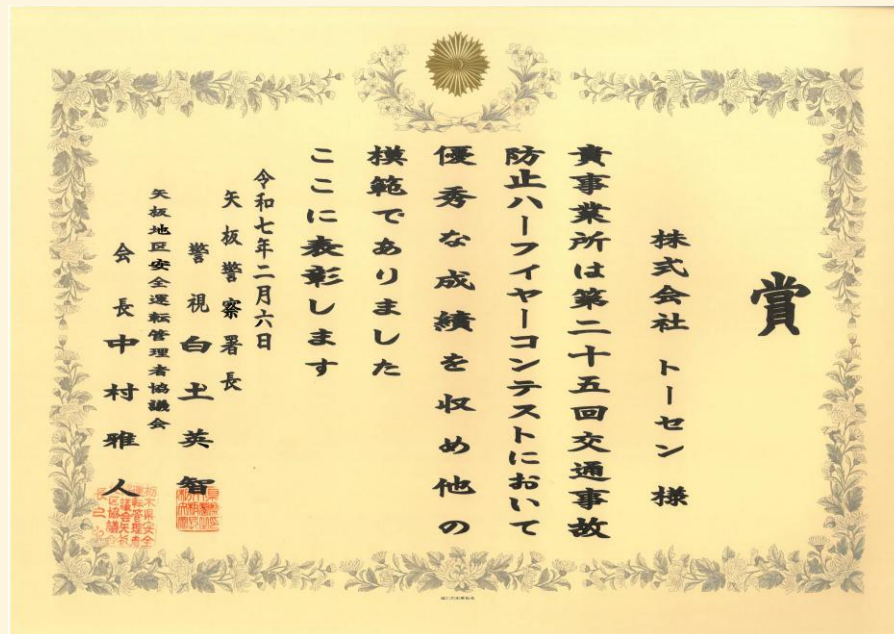 賞
株式会社 トーセン 様
貴事業所は第二十五回交通事故
防止ハーフイヤーコンテストにおいて
優秀な成績を収め他の
模範でありました
ここに表彰します
令和七年二月六日
矢板警察署長
警視 白土英智
矢板地区安全運転管理者協議会
会長 中村雅人